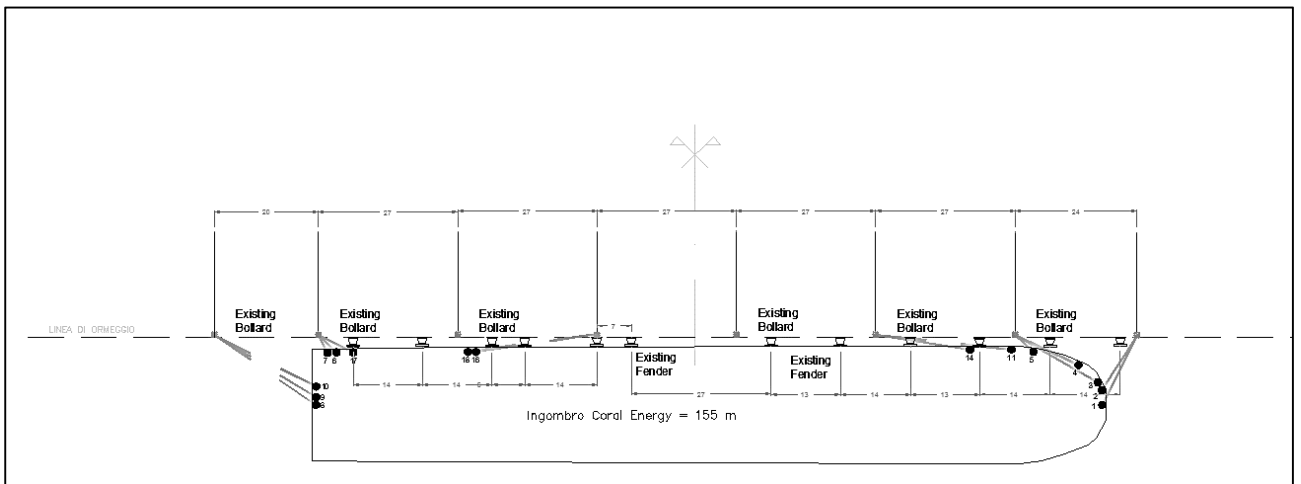 20
27
27
27
27
27
24
Existing
Bollard
Existing
Bollard
Existing
Bollard
Existing
Bollard
Existing
Bollard
Existing
Bollard
LINEA DI ORMEGGIO
7
Existing
Fender
Existing
Fender
7
6
17
16
14
11
5
4
3
2
1
10
9
8
14
14
14
27
13
14
13
14
14
Ingombro Coral Energy = 155 m